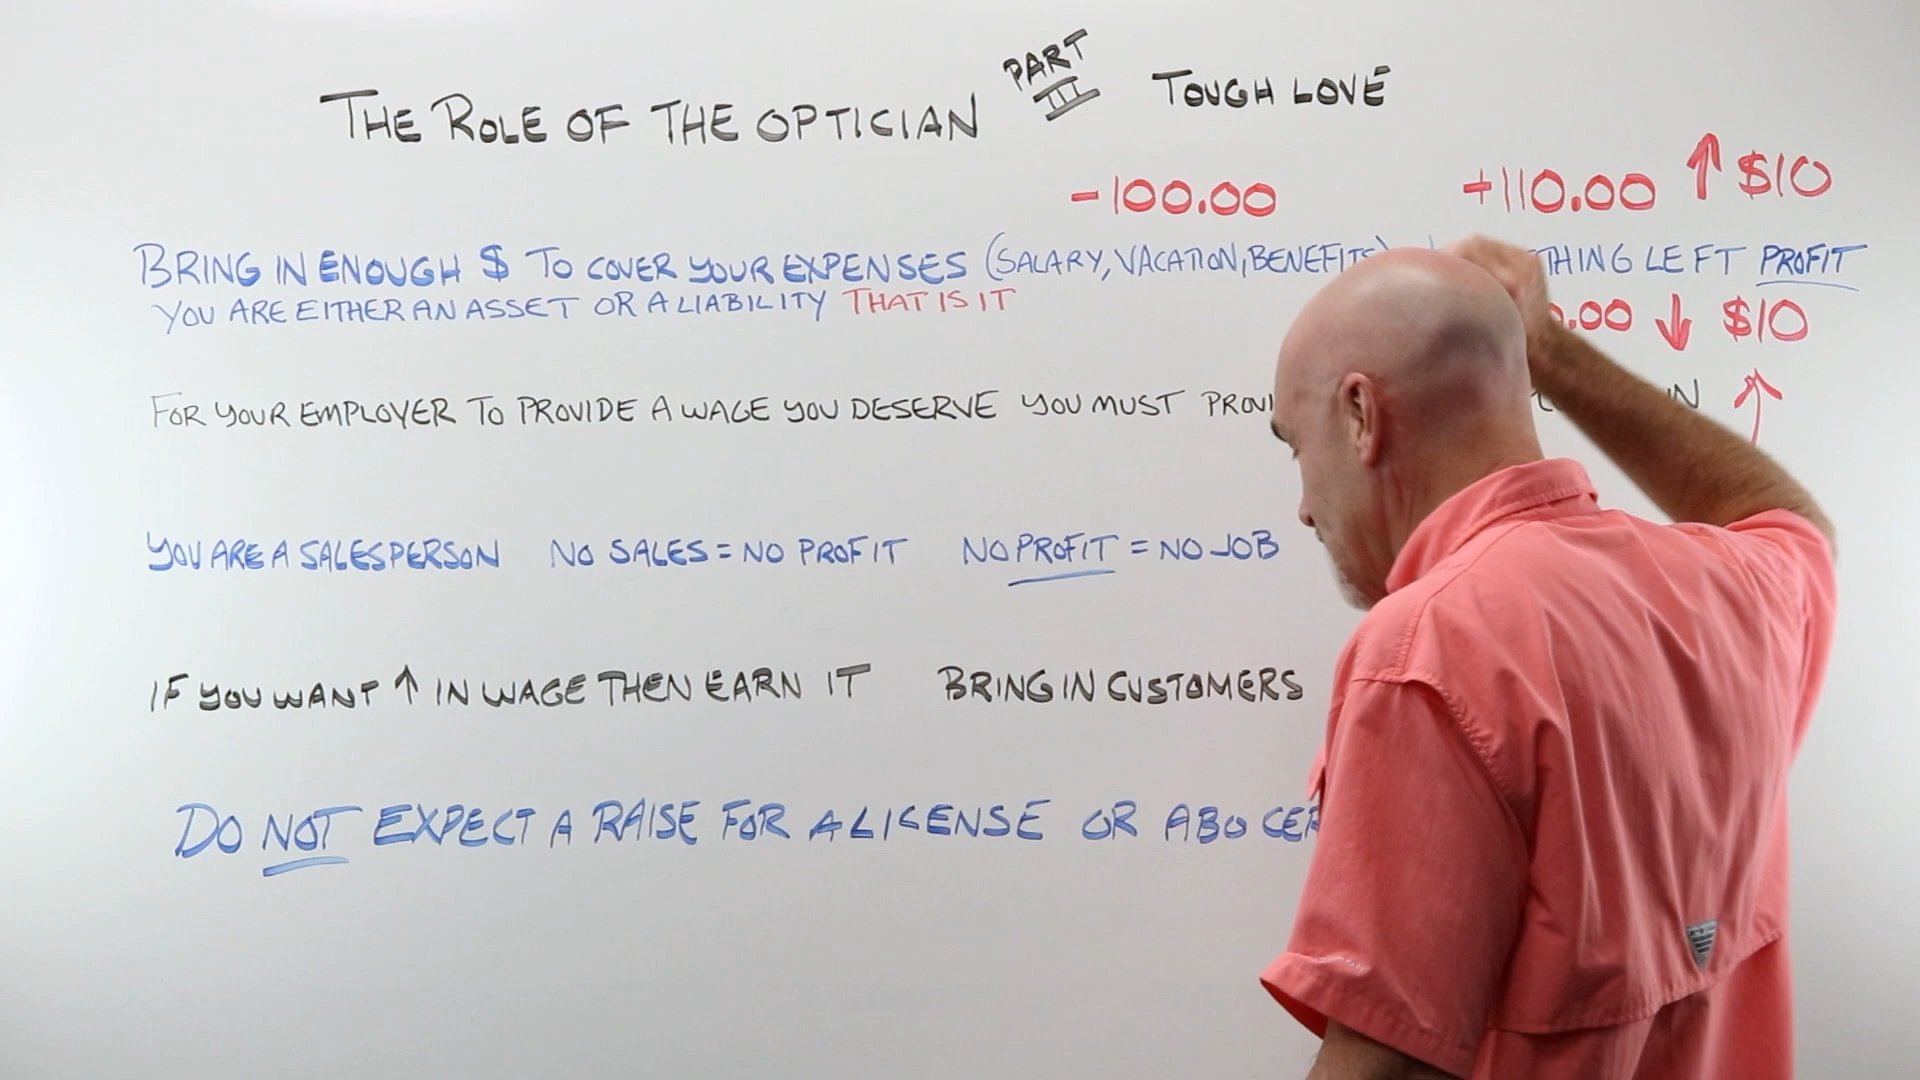 THE ROLE OF THE OPTICIAN PART III TOUGH LOVE
-100.00 +110.00 ↑ $10
BRING IN ENOUGH $ TO COVER YOUR EXPENSES (SALARY, VACATION, BENEFITS) LEFT PROFIT
YOU ARE EITHER AN ASSET OR A LIABILITY THAT IS IT .00 ↓ $10
FOR YOUR EMPLOYER TO PROVIDE A WAGE YOU DESERVE YOU MUST ↑
YOU ARE A SALESPERSON NO SALES = NO PROFIT NO PROFIT = NO JOB
IF YOU WANT ↑ IN WAGE THEN EARN IT BRING IN CUSTOMERS
DO NOT EXPECT A RAISE FOR A LICENSE OR ABO